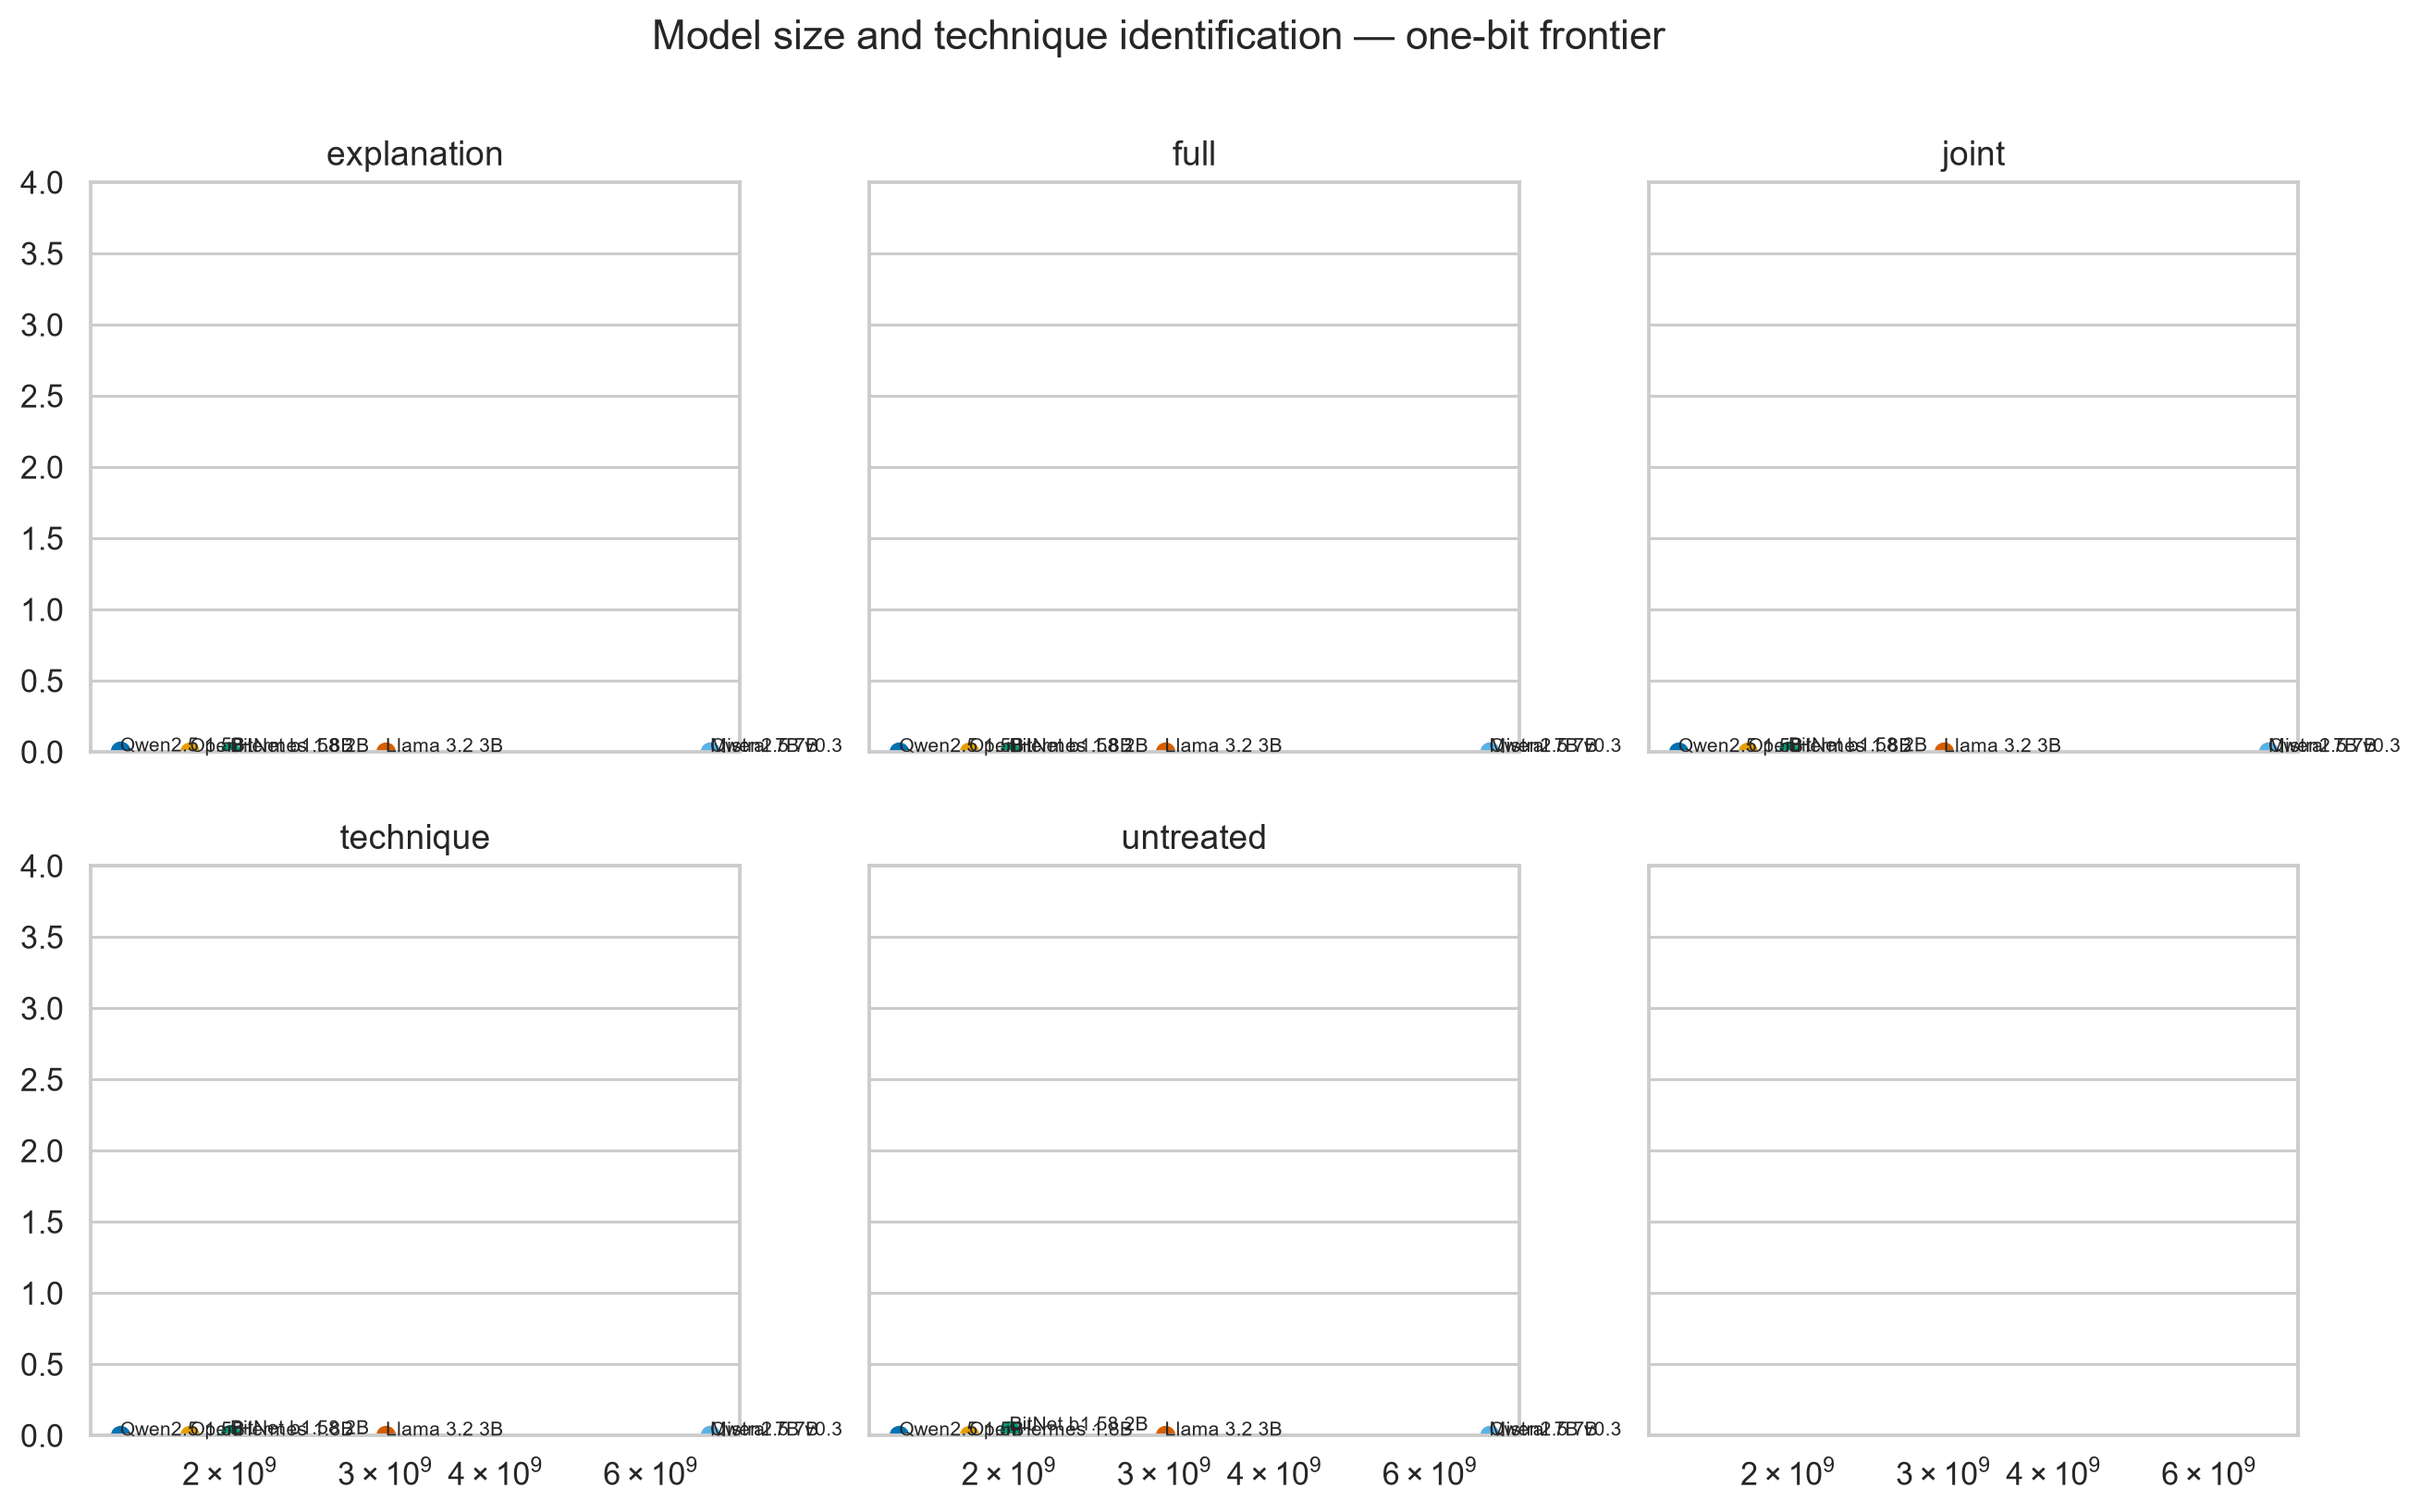 Model size and technique identification — one-bit frontier
explanation
full
joint
4.0
3.5
3.0
2.5
2.0
1.5
1.0
0.5
0.0
Llama 3.2 3B
Llama 3.2 3B
Llama 3.2 3B
technique
untreated
4.0
3.5
3.0
2.5
2.0
1.5
1.0
0.5
0.0
BitNet b1.58 2B
Llama 3.2 3B
BitNet b1.58 2B
Llama 3.2 3B
2 × 10⁹ 3 × 10⁹ 4 × 10⁹ 6 × 10⁹
2 × 10⁹ 3 × 10⁹ 4 × 10⁹ 6 × 10⁹
2 × 10⁹ 3 × 10⁹ 4 × 10⁹ 6 × 10⁹